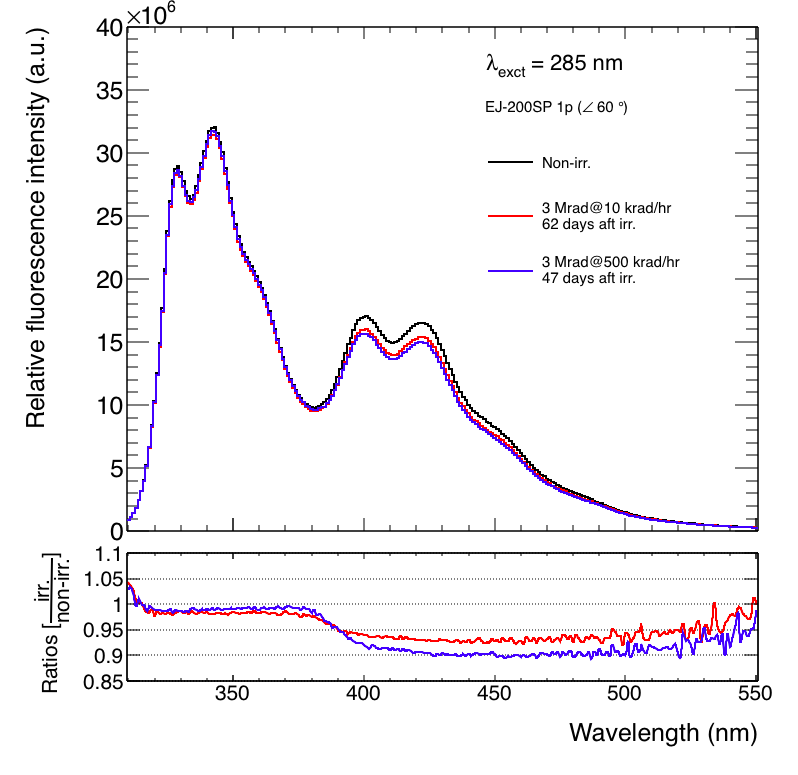 ×10⁶
40
35
30
25
20
15
10
5
0
Relative fluorescence intensity (a.u.)
λexct = 285 nm
EJ-200SP 1p (∠ 60 °)
Non-irr.
3 Mrad@10 krad/hr
62 days aft irr.
3 Mrad@500 krad/hr
47 days aft irr.
1.1
1.05
1
0.95
0.9
0.85
Ratios [irr./non-irr.]
350
400
450
500
550
Wavelength (nm)